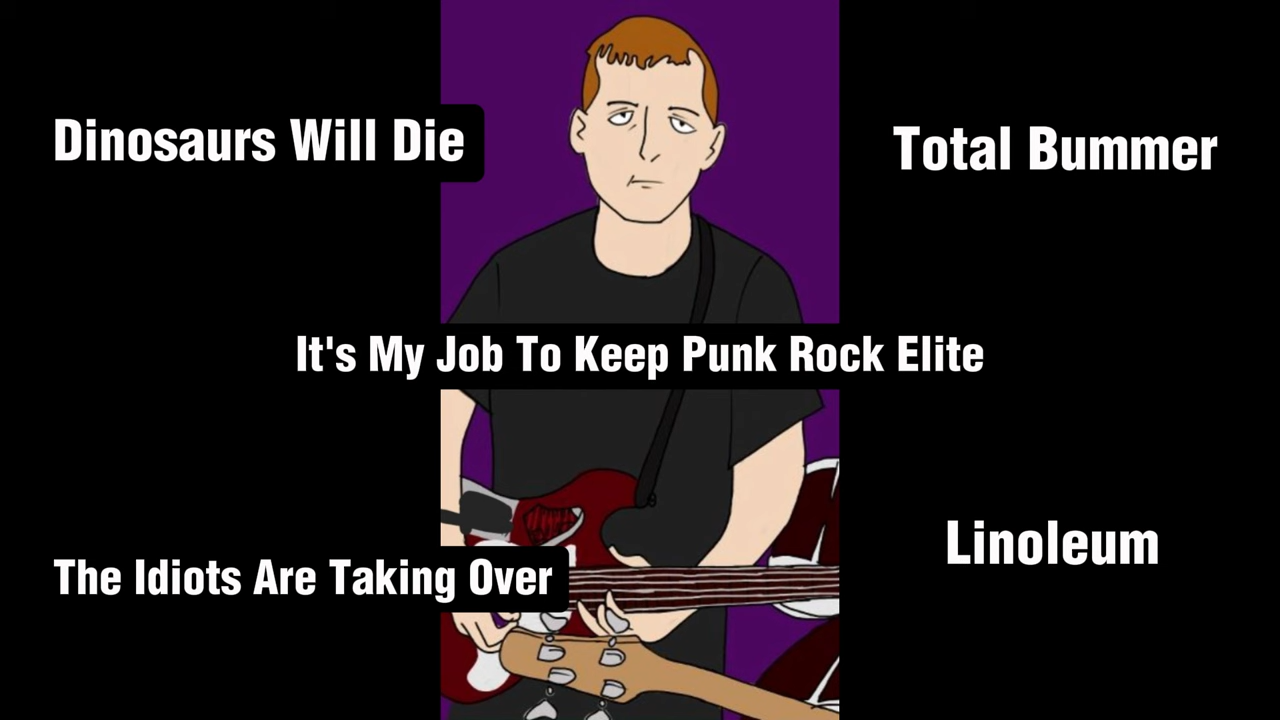 Dinosaurs Will Die
Total Bummer
It's My Job To Keep Punk Rock Elite
Linoleum
The Idiots Are Taking Over